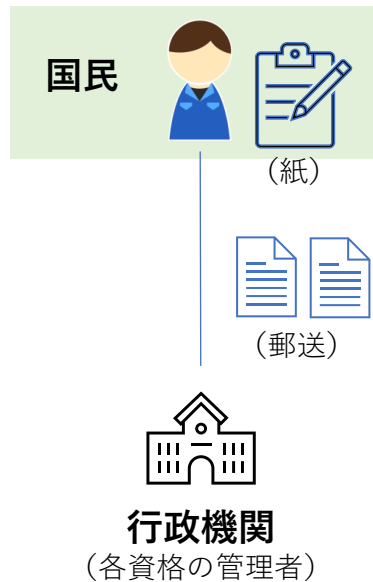 国民
（紙）
（郵送）
行政機関
（各資格の管理者）